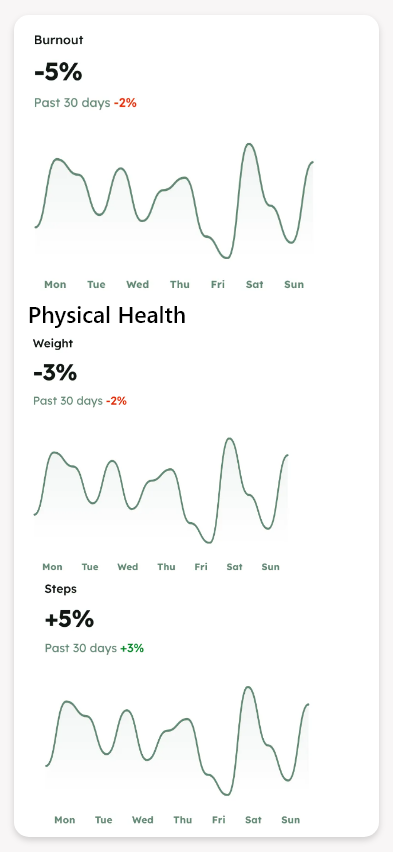 Burnout
-5%
Past 30 days -2%
Mon Tue Wed Thu Fri Sat Sun
Physical Health
Weight
-3%
Past 30 days -2%
Mon Tue Wed Thu Fri Sat Sun
Steps
+5%
Past 30 days +3%
Mon Tue Wed Thu Fri Sat Sun